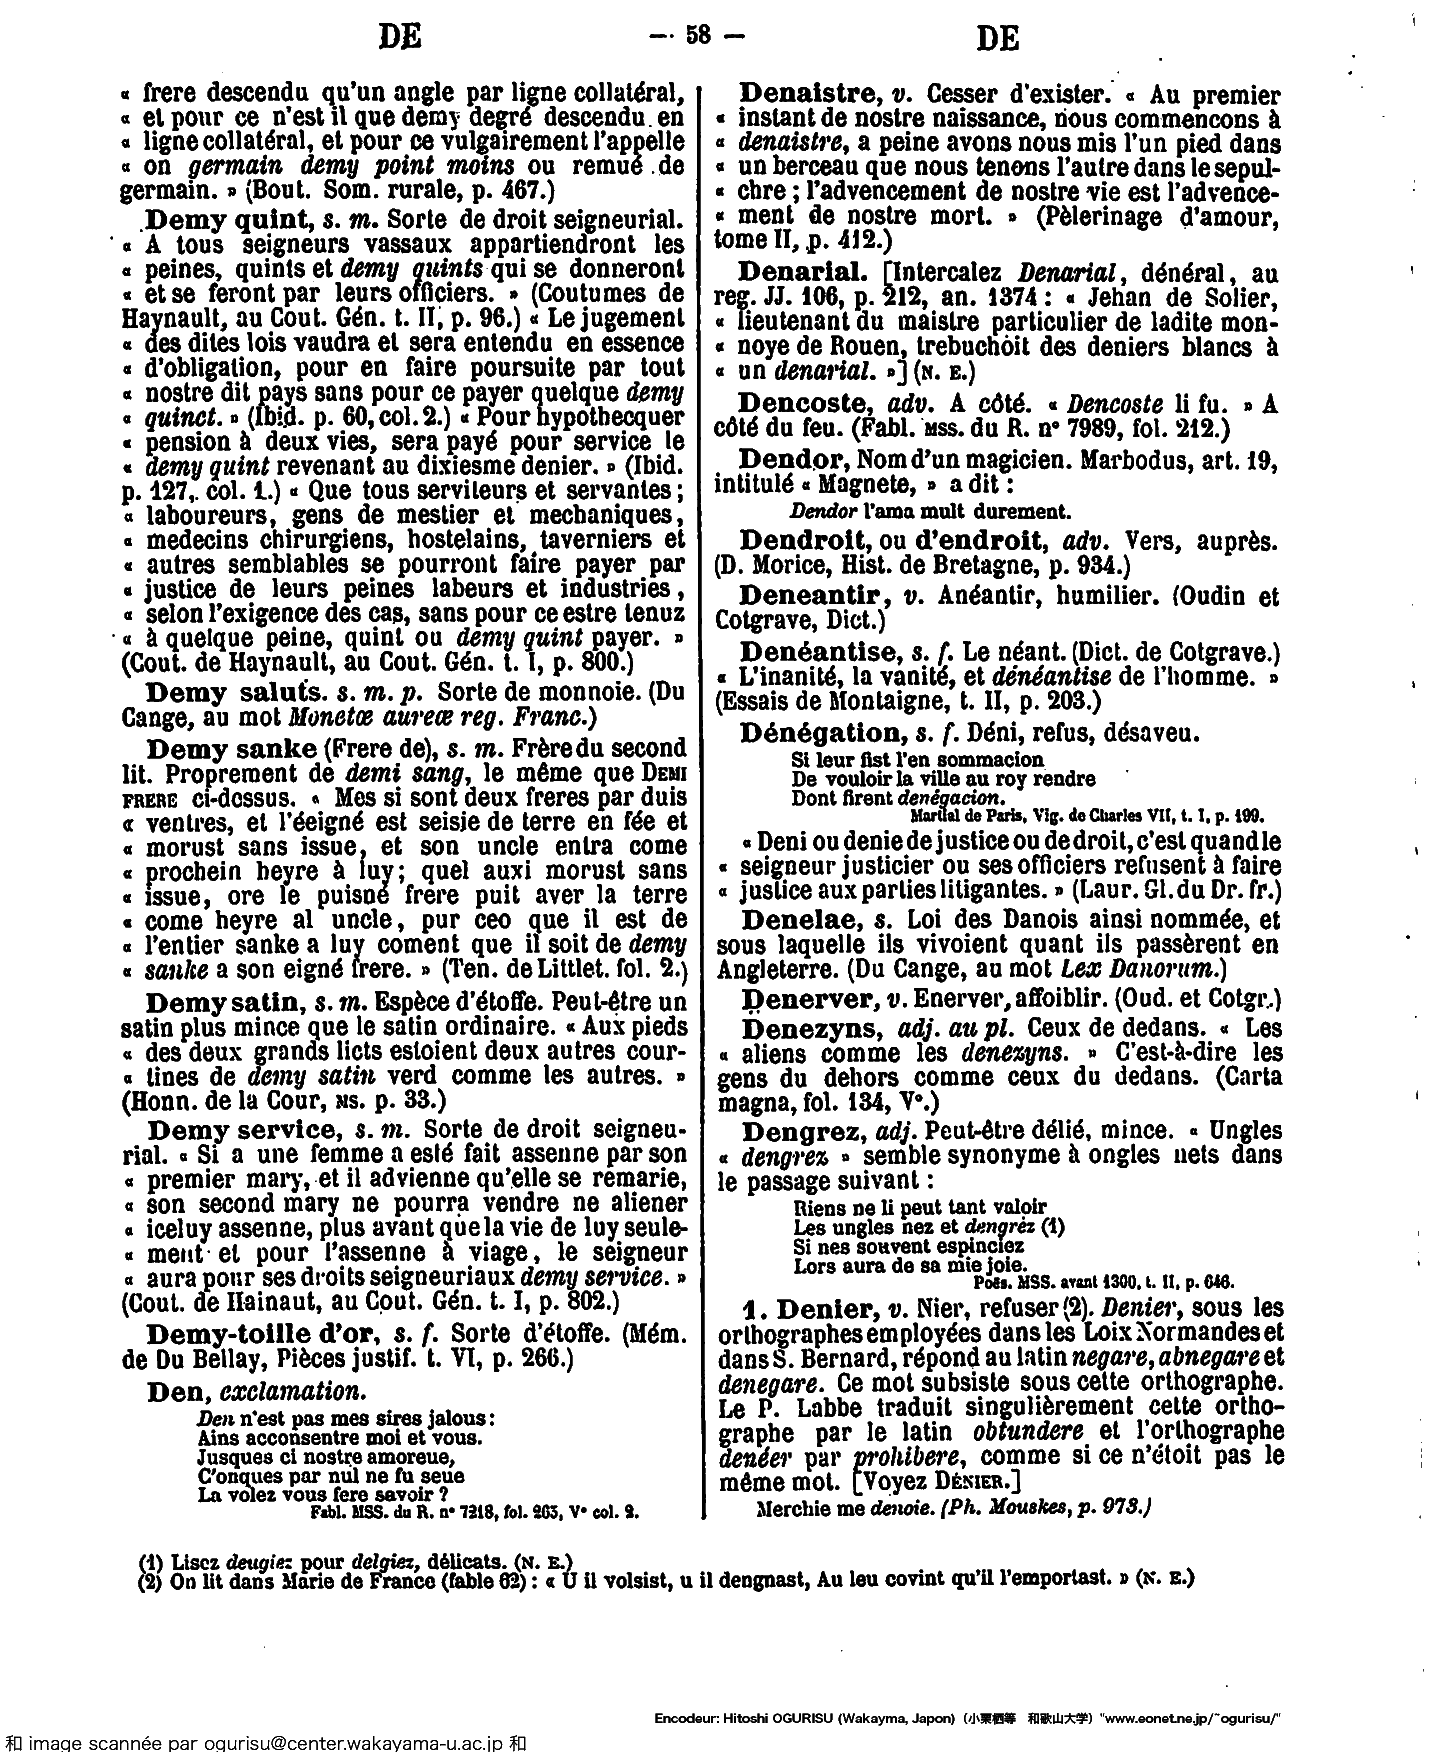 DE — 58 — DE
« frere descendu qu'un angle par ligne collatéral,
« et pour ce n'est il que demy degré descendu en
« ligne collatéral, et pour ce vulgairement l'appelle
« on germain demy point moins ou remué de
germain. » (Bout. Som. rurale, p. 467.)
Demy quint, s. m. Sorte de droit seigneurial.
« A tous seigneurs vassaux appartiendront les
« peines, quints et demy quints qui se donneront
« et se feront par leurs officiers. » (Coutumes de
Haynault, au Cout. Gén. t. II, p. 96.) « Le jugement
« des dites lois vaudra et sera entendu en essence
« d'obligation, pour en faire poursuite par tout
« nostre dit pays sans pour ce payer quelque demy
« quinct. » (Ibid. p. 60, col. 2.) « Pour hypothecquer
« pension à deux vies, sera payé pour service le
« demy quint revenant au dixiesme denier. » (Ibid.
p. 127, col. 1.) « Que tous serviteurs et servantes ;
« laboureurs, gens de mestier et mechaniques,
« medecins chirurgiens, hostelains, taverniers et
« autres semblables se pourront faire payer par
« justice de leurs peines labeurs et industries,
« selon l'exigence des cas, sans pour ce estre tenuz
« à quelque peine, quint ou demy quint payer. »
(Cout. de Haynault, au Cout. Gén. t. I, p. 800.)
Demy saluts. s. m. p. Sorte de monnoie. (Du
Cange, au mot Monetœ aureœ reg. Franc.)
Demy sanke (Frere de), s. m. Frère du second
lit. Proprement de demi sang, le même que DEMI
FRERE ci-dessus. « Mes si sont deux freres par duis
« ventres, et l'éeigné est seisie de terre en fée et
« morust sans issue, et son uncle entra come
« prochein heyre à luy ; quel auxi morust sans
« issue, ore le puisné frere puit aver la terre
« come heyre al uncle, pur ceo que il est de
« l'entier sanke a luy coment que il soit de demy
« sanke a son eigné frere. » (Ten. de Littlet. fol. 2.)
Demy satin, s. m. Espèce d'étoffe. Peut-être un
satin plus mince que le satin ordinaire. « Aux pieds
« des deux grands licts estoient deux autres cour-
« tines de demy satin verd comme les autres. »
(Honn. de la Cour, MS. p. 33.)
Demy service, s. m. Sorte de droit seigneu-
rial. « Si a une femme a esté fait assenne par son
« premier mary, et il advienne qu'elle se remarie,
« son second mary ne pourra vendre ne aliener
« iceluy assenne, plus avant que la vie de luy seule-
« ment et pour l'assenne à viage, le seigneur
« aura pour ses droits seigneuriaux demy service. »
(Cout. de Hainaut, au Cout. Gén. t. I, p. 802.)
Demy-toille d'or, s. f. Sorte d'étoffe. (Mém.
de Du Bellay, Pièces justif. t. VI, p. 266.)
Den, exclamation.
Den n'est pas mes sires jalous :
Ains acconsentre moi et vous.
Jusques ci nostre amoreue,
C'onques par nul ne fu seue
La volez vous fere savoir ?
Fabl. MSS. du R. n° 7218, fol. 263, V° col. 2.
Denaistre, v. Cesser d'exister. « Au premier
« instant de nostre naissance, nous commencons à
« denaistre, a peine avons nous mis l'un pied dans
« un berceau que nous tenons l'autre dans le sepul-
« chre ; l'advencement de nostre vie est l'advence-
« ment de nostre mort. » (Pèlerinage d'amour,
tome II, p. 412.)
Denarial. [Intercalez Denarial, dénéral, au
reg. JJ. 106, p. 212, an. 1374 : « Jehan de Solier,
« lieutenant du maistre particulier de ladite mon-
« noye de Rouen, trebuchoit des deniers blancs à
« un denarial. »] (N. E.)
Dencoste, adv. A côté. « Dencoste li fu. » A
côté du feu. (Fabl. MSS. du R. n° 7989, fol. 212.)
Dendor, Nom d'un magicien. Marbodus, art. 19,
intitulé « Magnete, » a dit :
Dendor l'ama mult durement.
Dendroit, ou d'endroit, adv. Vers, auprès.
(D. Morice, Hist. de Bretagne, p. 934.)
Deneantir, v. Anéantir, humilier. (Oudin et
Cotgrave, Dict.)
Denéantise, s. f. Le néant. (Dict. de Cotgrave.)
« L'inanité, la vanité, et dénéantise de l'homme. »
(Essais de Montaigne, t. II, p. 203.)
Dénégation, s. f. Déni, refus, désaveu.
Si leur fist l'en sommacion
De vouloir la ville au roy rendre
Dont firent denégacion.
Martial de Paris, Vig. de Charles VII, t. I, p. 199.
« Deni ou denie de justice ou de droit, c'est quand le
« seigneur justicier ou ses officiers refusent à faire
« justice aux parties litigantes. » (Laur. Gl. du Dr. fr.)
Denelae, s. Loi des Danois ainsi nommée, et
sous laquelle ils vivoient quant ils passèrent en
Angleterre. (Du Cange, au mot Lex Danorum.)
Denerver, v. Enerver, affoiblir. (Oud. et Cotgr.)
Denezyns, adj. au pl. Ceux de dedans. « Les
« aliens comme les denezyns. » C'est-à-dire les
gens du dehors comme ceux du dedans. (Carta
magna, fol. 134, V°.)
Dengrez, adj. Peut-être délié, mince. « Ungles
« dengrez » semble synonyme à ongles nets dans
le passage suivant :
Riens ne li peut tant valoir
Les ungles nez et dengrez (1)
Si nes souvent espinciez
Lors aura de sa mie joie.
Poës. MSS. avant 1300, t. II, p. 646.
1. Denier, v. Nier, refuser (2). Denier, sous les
orthographes employées dans les Loix Normandes et
dans S. Bernard, répond au latin negare, abnegare et
denegare. Ce mot subsiste sous cette orthographe.
Le P. Labbe traduit singulièrement cette ortho-
graphe par le latin obtundere et l'orthographe
denéer par prohibere, comme si ce n'étoit pas le
même mot. [Voyez DÉNIER.]
Merchie me denoie. (Ph. Mouskes, p. 973.)
(1) Lisez deugiez pour delgiez, délicats. (N. E.)
(2) On lit dans Marie de France (fable 62) : « U il volsist, u il dengnast, Au leu covint qu'il l'emportast. » (N. E.)
Encodeur: Hitoshi OGURISU (Wakayma, Japon) (小栗栖等 和歌山大学) "www.eonet.ne.jp/~ogurisu/"
和 image scannée par ogurisu@center.wakayama-u.ac.jp 和